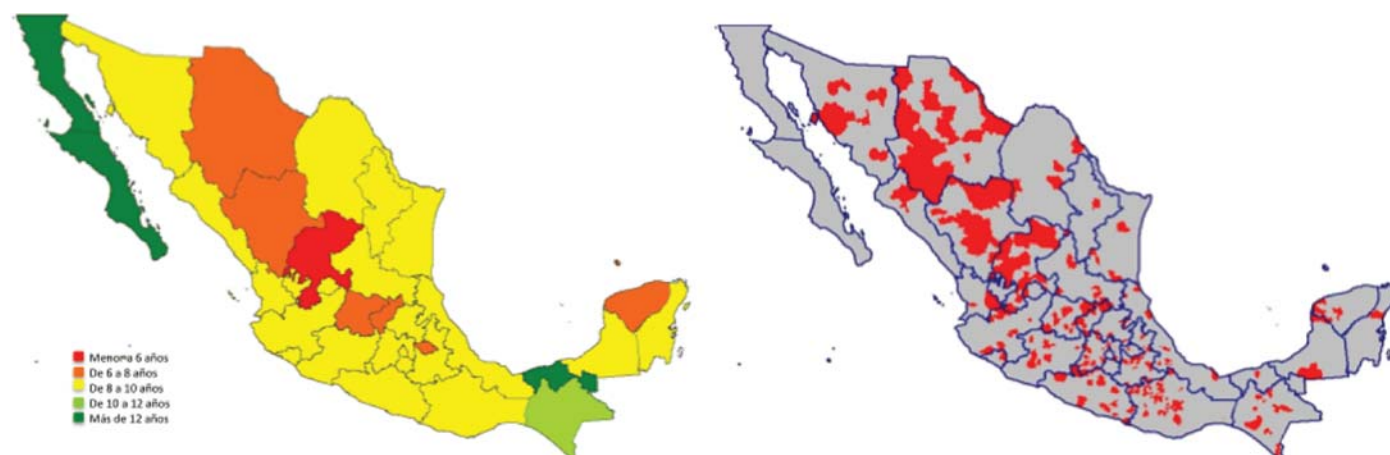 Menor a 6 años
De 6 a 8 años
De 8 a 10 años
De 10 a 12 años
Más de 12 años